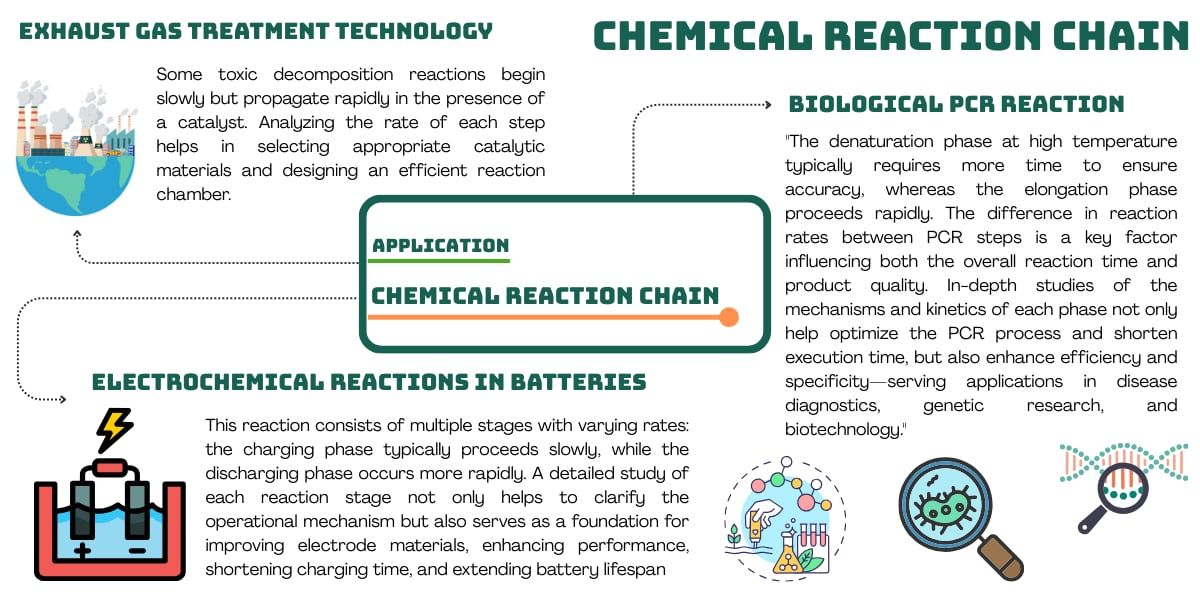 EXHAUST GAS TREATMENT TECHNOLOGY
Some toxic decomposition reactions begin
slowly but propagate rapidly in the presence of
a catalyst. Analyzing the rate of each step
helps in selecting appropriate catalytic
materials and designing an efficient reaction
chamber.
CHEMICAL REACTION CHAIN
BIOLOGICAL PCR REACTION
"The denaturation phase at high temperature
typically requires more time to ensure
accuracy, whereas the elongation phase
proceeds rapidly. The difference in reaction
rates between PCR steps is a key factor
influencing both the overall reaction time and
product quality. In-depth studies of the
mechanisms and kinetics of each phase not only
help optimize the PCR process and shorten
execution time, but also enhance efficiency and
specificity—serving applications in disease
diagnostics, genetic research, and
biotechnology."
APPLICATION
CHEMICAL REACTION CHAIN
ELECTROCHEMICAL REACTIONS IN BATTERIES
This reaction consists of multiple stages with varying rates:
the charging phase typically proceeds slowly, while the
discharging phase occurs more rapidly. A detailed study of
each reaction stage not only helps to clarify the
operational mechanism but also serves as a foundation for
improving electrode materials, enhancing performance,
shortening charging time, and extending battery lifespan
+ -